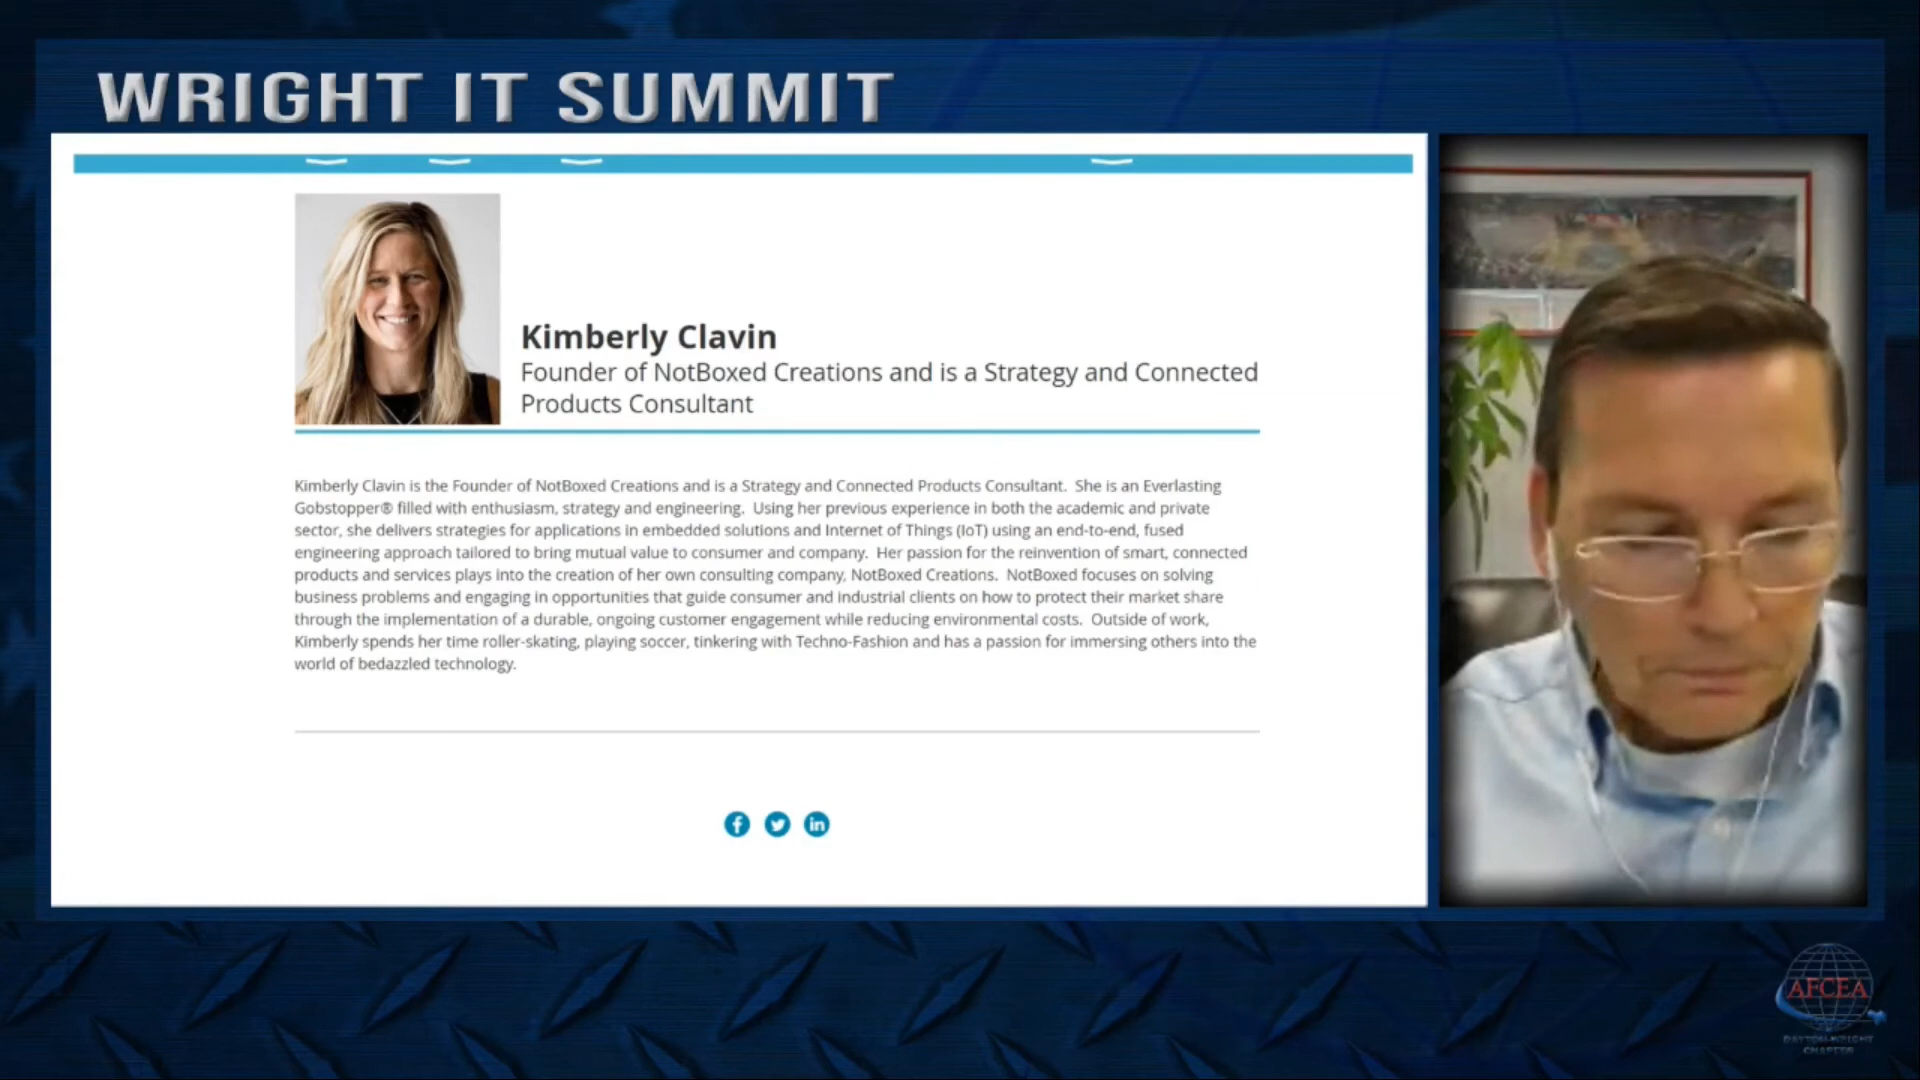 WRIGHT IT SUMMIT
Kimberly Clavin
Founder of NotBoxed Creations and is a Strategy and Connected
Products Consultant
Kimberly Clavin is the Founder of NotBoxed Creations and is a Strategy and Connected Products Consultant. She is an Everlasting
Gobstopper® filled with enthusiasm, strategy and engineering. Using her previous experience in both the academic and private
sector, she delivers strategies for applications in embedded solutions and Internet of Things (IoT) using an end-to-end, fused
engineering approach tailored to bring mutual value to consumer and company. Her passion for the reinvention of smart, connected
products and services plays into the creation of her own consulting company, NotBoxed Creations. NotBoxed focuses on solving
business problems and engaging in opportunities that guide consumer and industrial clients on how to protect their market share
through the implementation of a durable, ongoing customer engagement while reducing environmental costs. Outside of work,
Kimberly spends her time roller-skating, playing soccer, tinkering with Techno-Fashion and has a passion for immersing others into the
world of bedazzled technology.
f in
AFCEA
DAYTON-WRIGHT
CHAPTER